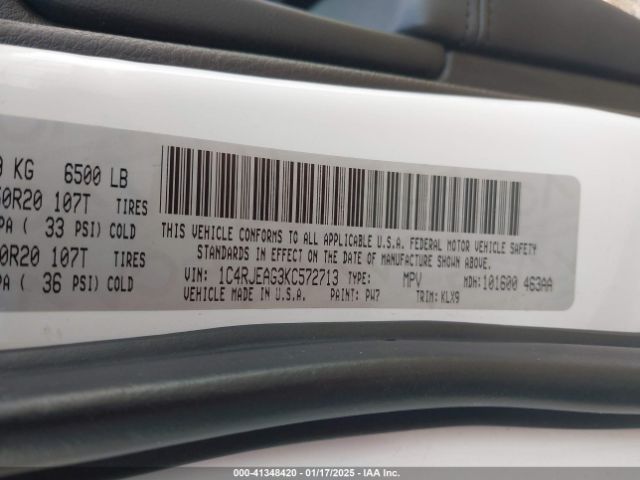 KG 6500 LB
50R20 107T TIRES
PA ( 33 PSI) COLD
0R20 107T TIRES
PA ( 36 PSI) COLD
THIS VEHICLE CONFORMS TO ALL APPLICABLE U.S.A. FEDERAL MOTOR VEHICLE SAFETY
STANDARDS IN EFFECT ON THE DATE OF MANUFACTURE SHOWN ABOVE.
VIN: 1C4RJEAG3KC572713 TYPE: MPV MDH: 101600 463AA
VEHICLE MADE IN U.S.A. PAINT: PW7 TRIM: KLX9
000-41348420 - 01/17/2025 - IAA Inc.